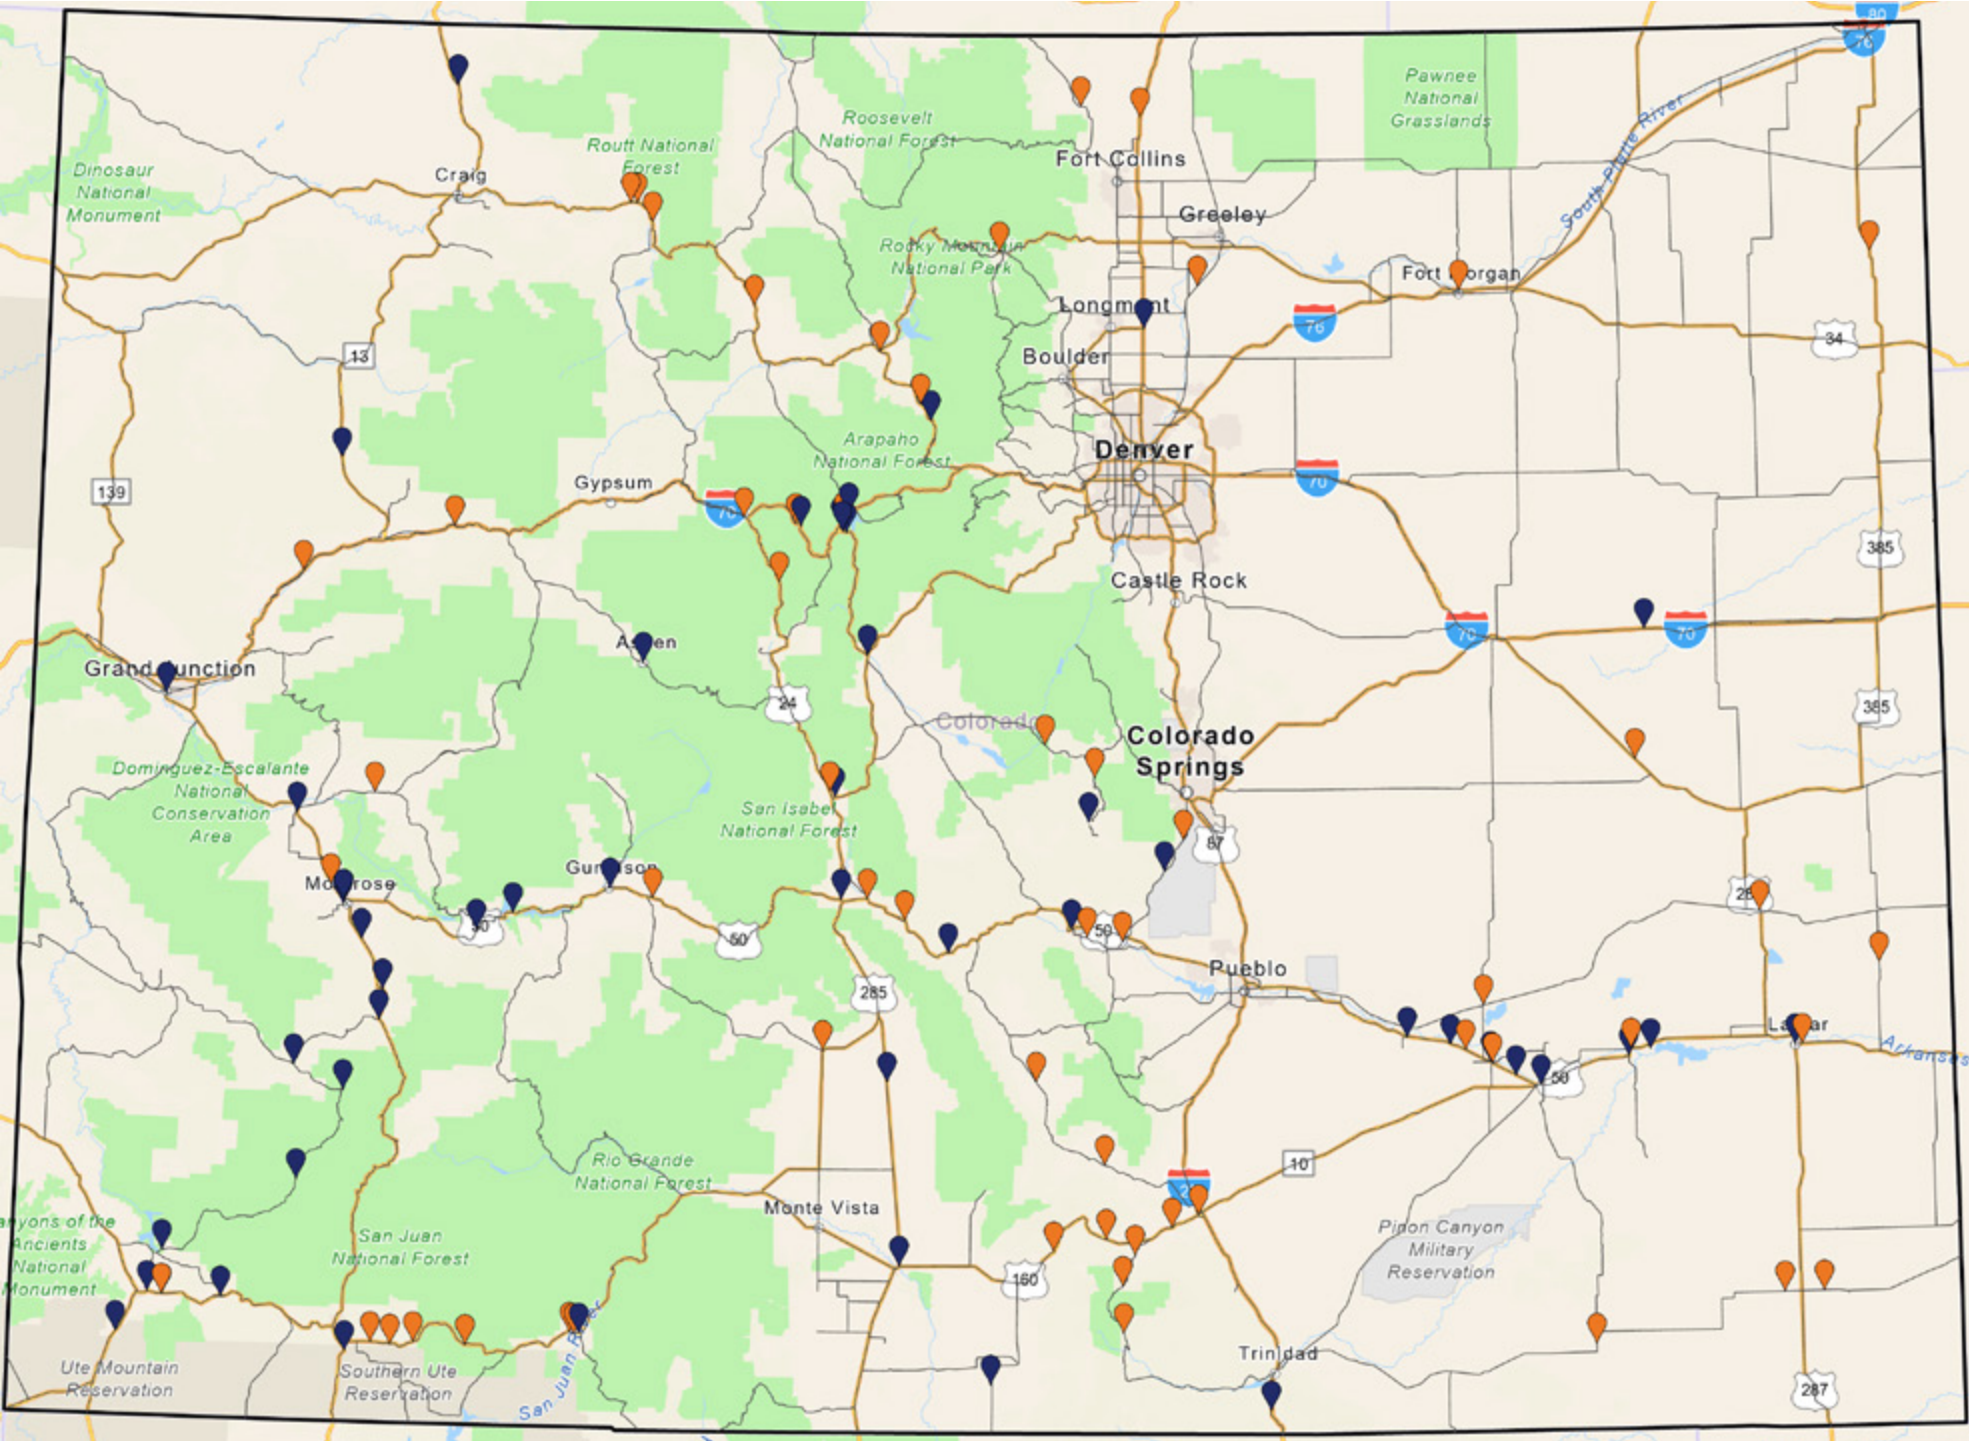 80
76
Pawnee
National
Grasslands
South Platte River
Roosevelt
National Forest
Routt National
Forest
Fort Collins
Dinosaur
National
Monument
Craig
Greeley
Rocky Mountain
National Park
Fort Morgan
Longmont
76
34
13
Boulder
Arapaho
National Forest
Denver
139
Gypsum
70
70
385
Castle Rock
70
70
Aspen
Grand Junction
24
385
Colorado
Colorado
Springs
Dominguez-Escalante
National
Conservation
Area
San Isabel
National Forest
87
Gunnison
Montrose
28
50
50
50
Pueblo
285
Lamar
Arkansas
50
Rio Grande
National Forest
10
2
Monte Vista
anyons of the
Ancients
National
Monument
San Juan
National Forest
Pinon Canyon
Military
Reservation
160
San Juan River
Trinidad
Ute Mountain
Reservation
Southern Ute
Reservation
287